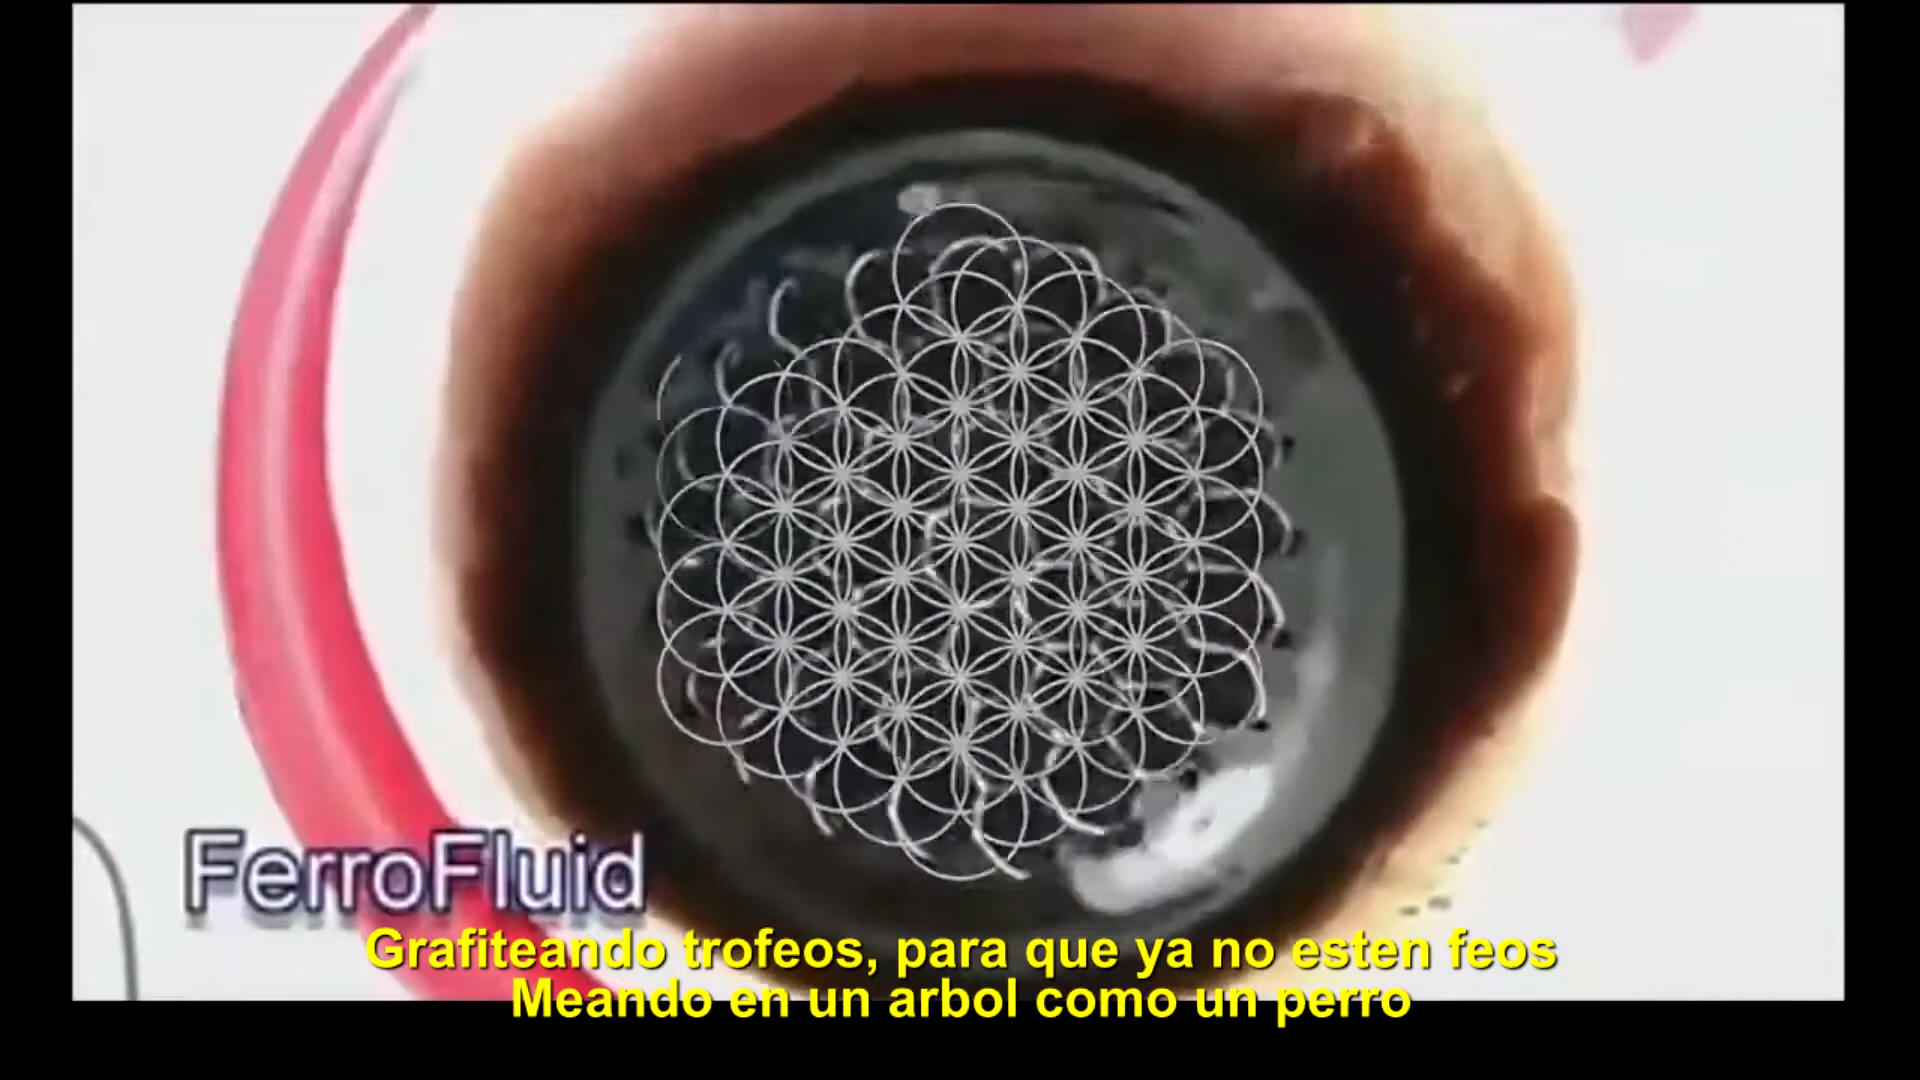 FerroFluid
Grafiteando trofeos, para que ya no esten feos
Meando en un arbol como un perro